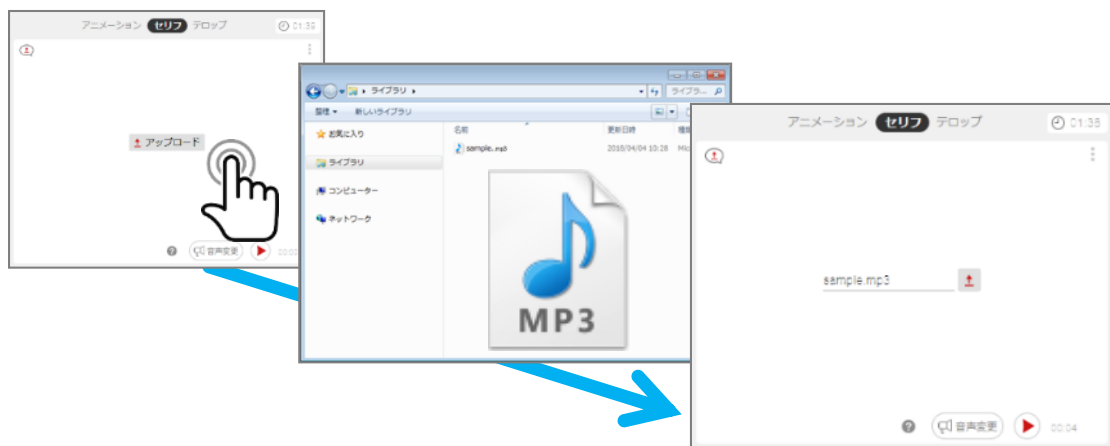 アニメーション セリフ テロップ 01:35
アップロード
音声変更
ライブラリ
整理 新しいライブラリ
お気に入り
ライブラリ
コンピューター
ネットワーク
名前 更新日時
sample.mp3 2018/04/04 10:28
MP3
アニメーション セリフ テロップ 01:35
sample.mp3
音声変更 00:04